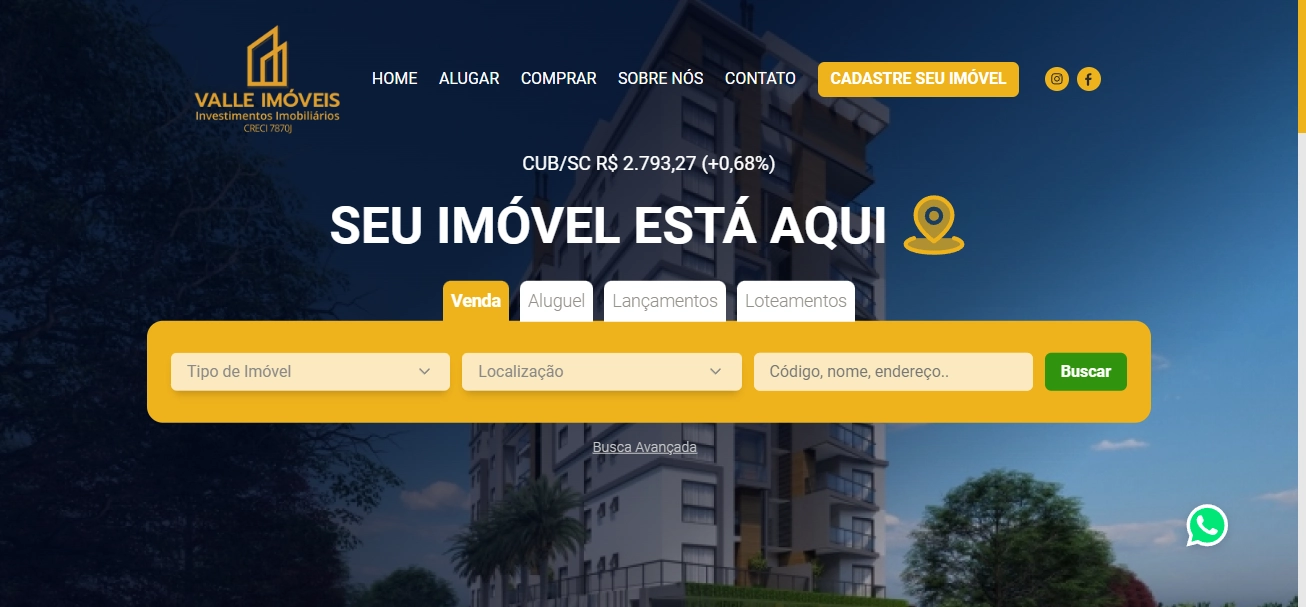 VALLE IMÓVEIS
Investimentos Imobiliários
CRECI 7870J
HOME ALUGAR COMPRAR SOBRE NÓS CONTATO CADASTRE SEU IMÓVEL
CUB/SC R$ 2.793,27 (+0,68%)
SEU IMÓVEL ESTÁ AQUI
Venda Aluguel Lançamentos Loteamentos
Tipo de Imóvel Localização Código, nome, endereço.. Buscar
Busca Avançada